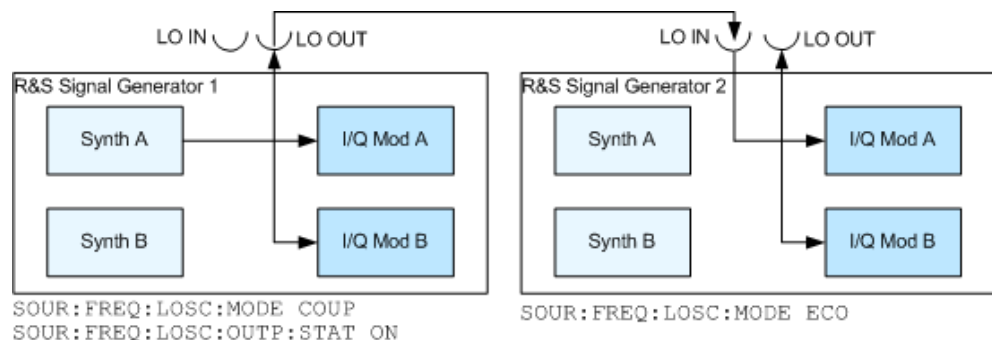 LO IN LO OUT LO IN LO OUT
R&S Signal Generator 1 R&S Signal Generator 2
Synth A I/Q Mod A Synth A I/Q Mod A
Synth B I/Q Mod B Synth B I/Q Mod B
SOUR:FREQ:LOSC:MODE COUP SOUR:FREQ:LOSC:MODE ECO
SOUR:FREQ:LOSC:OUTP:STAT ON